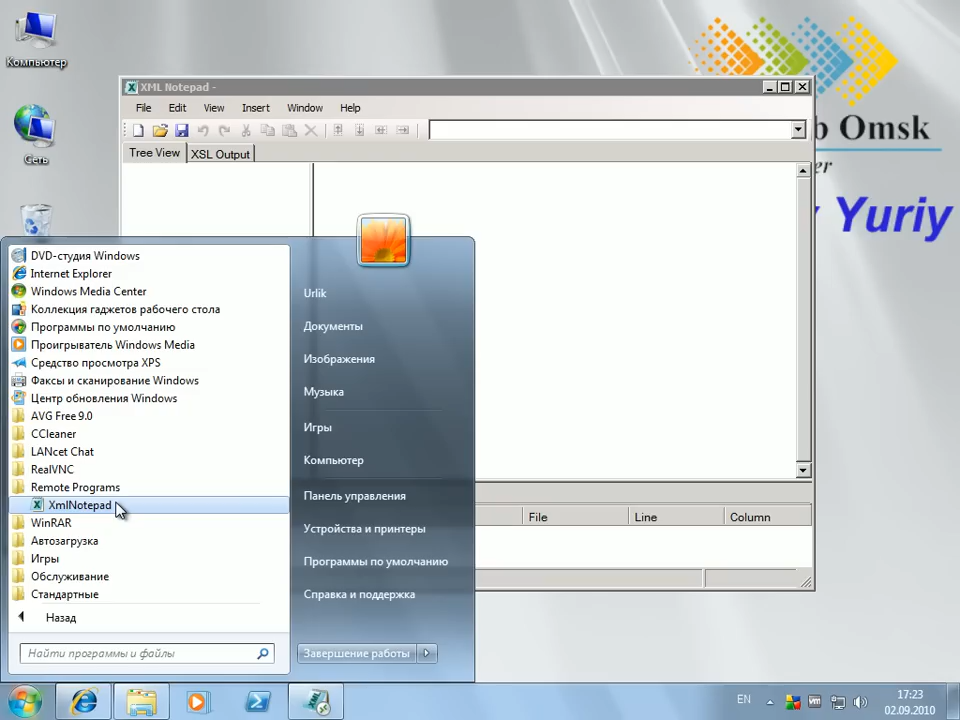 Компьютер
Сеть
b Omsk
er
y Yuriy
XML Notepad -
File Edit View Insert Window Help
Tree View XSL Output
File Line Column
DVD-студия Windows
Internet Explorer
Windows Media Center
Коллекция гаджетов рабочего стола
Программы по умолчанию
Проигрыватель Windows Media
Средство просмотра XPS
Факсы и сканирование Windows
Центр обновления Windows
AVG Free 9.0
CCleaner
LANcet Chat
RealVNC
Remote Programs
XmlNotepad
WinRAR
Автозагрузка
Игры
Обслуживание
Стандартные
Назад
Найти программы и файлы
Urlik
Документы
Изображения
Музыка
Игры
Компьютер
Панель управления
Устройства и принтеры
Программы по умолчанию
Справка и поддержка
Завершение работы
EN
17:23
02.09.2010